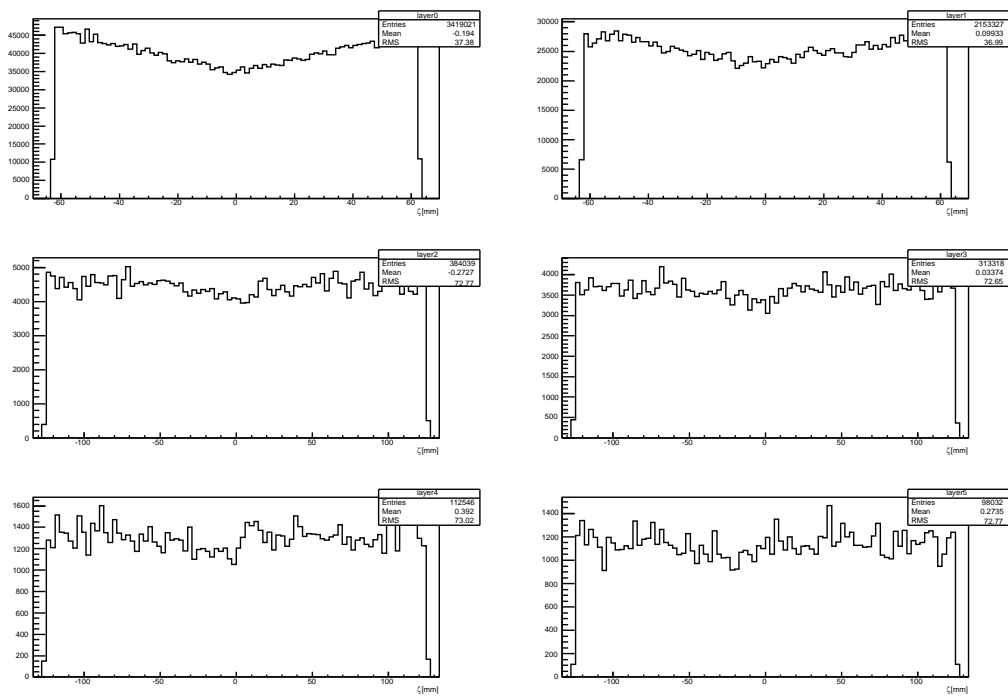 layer0
Entries 3419021
Mean -0.194
RMS 37.38
45000
40000
35000
30000
25000
20000
15000
10000
5000
0
-60 -40 -20 0 20 40 60
ζ[mm]
layer1
Entries 2153327
Mean 0.09933
RMS 36.99
30000
25000
20000
15000
10000
5000
0
-60 -40 -20 0 20 40 60
ζ[mm]
layer2
Entries 384039
Mean -0.2727
RMS 72.77
5000
4000
3000
2000
1000
0
-100 -50 0 50 100
ζ[mm]
layer3
Entries 313318
Mean 0.03374
RMS 72.65
4000
3500
3000
2500
2000
1500
1000
500
0
-100 -50 0 50 100
ζ[mm]
layer4
Entries 112546
Mean 0.392
RMS 73.02
1600
1400
1200
1000
800
600
400
200
0
-100 -50 0 50 100
ζ[mm]
layer5
Entries 98032
Mean 0.2735
RMS 72.77
1400
1200
1000
800
600
400
200
0
-100 -50 0 50 100
ζ[mm]